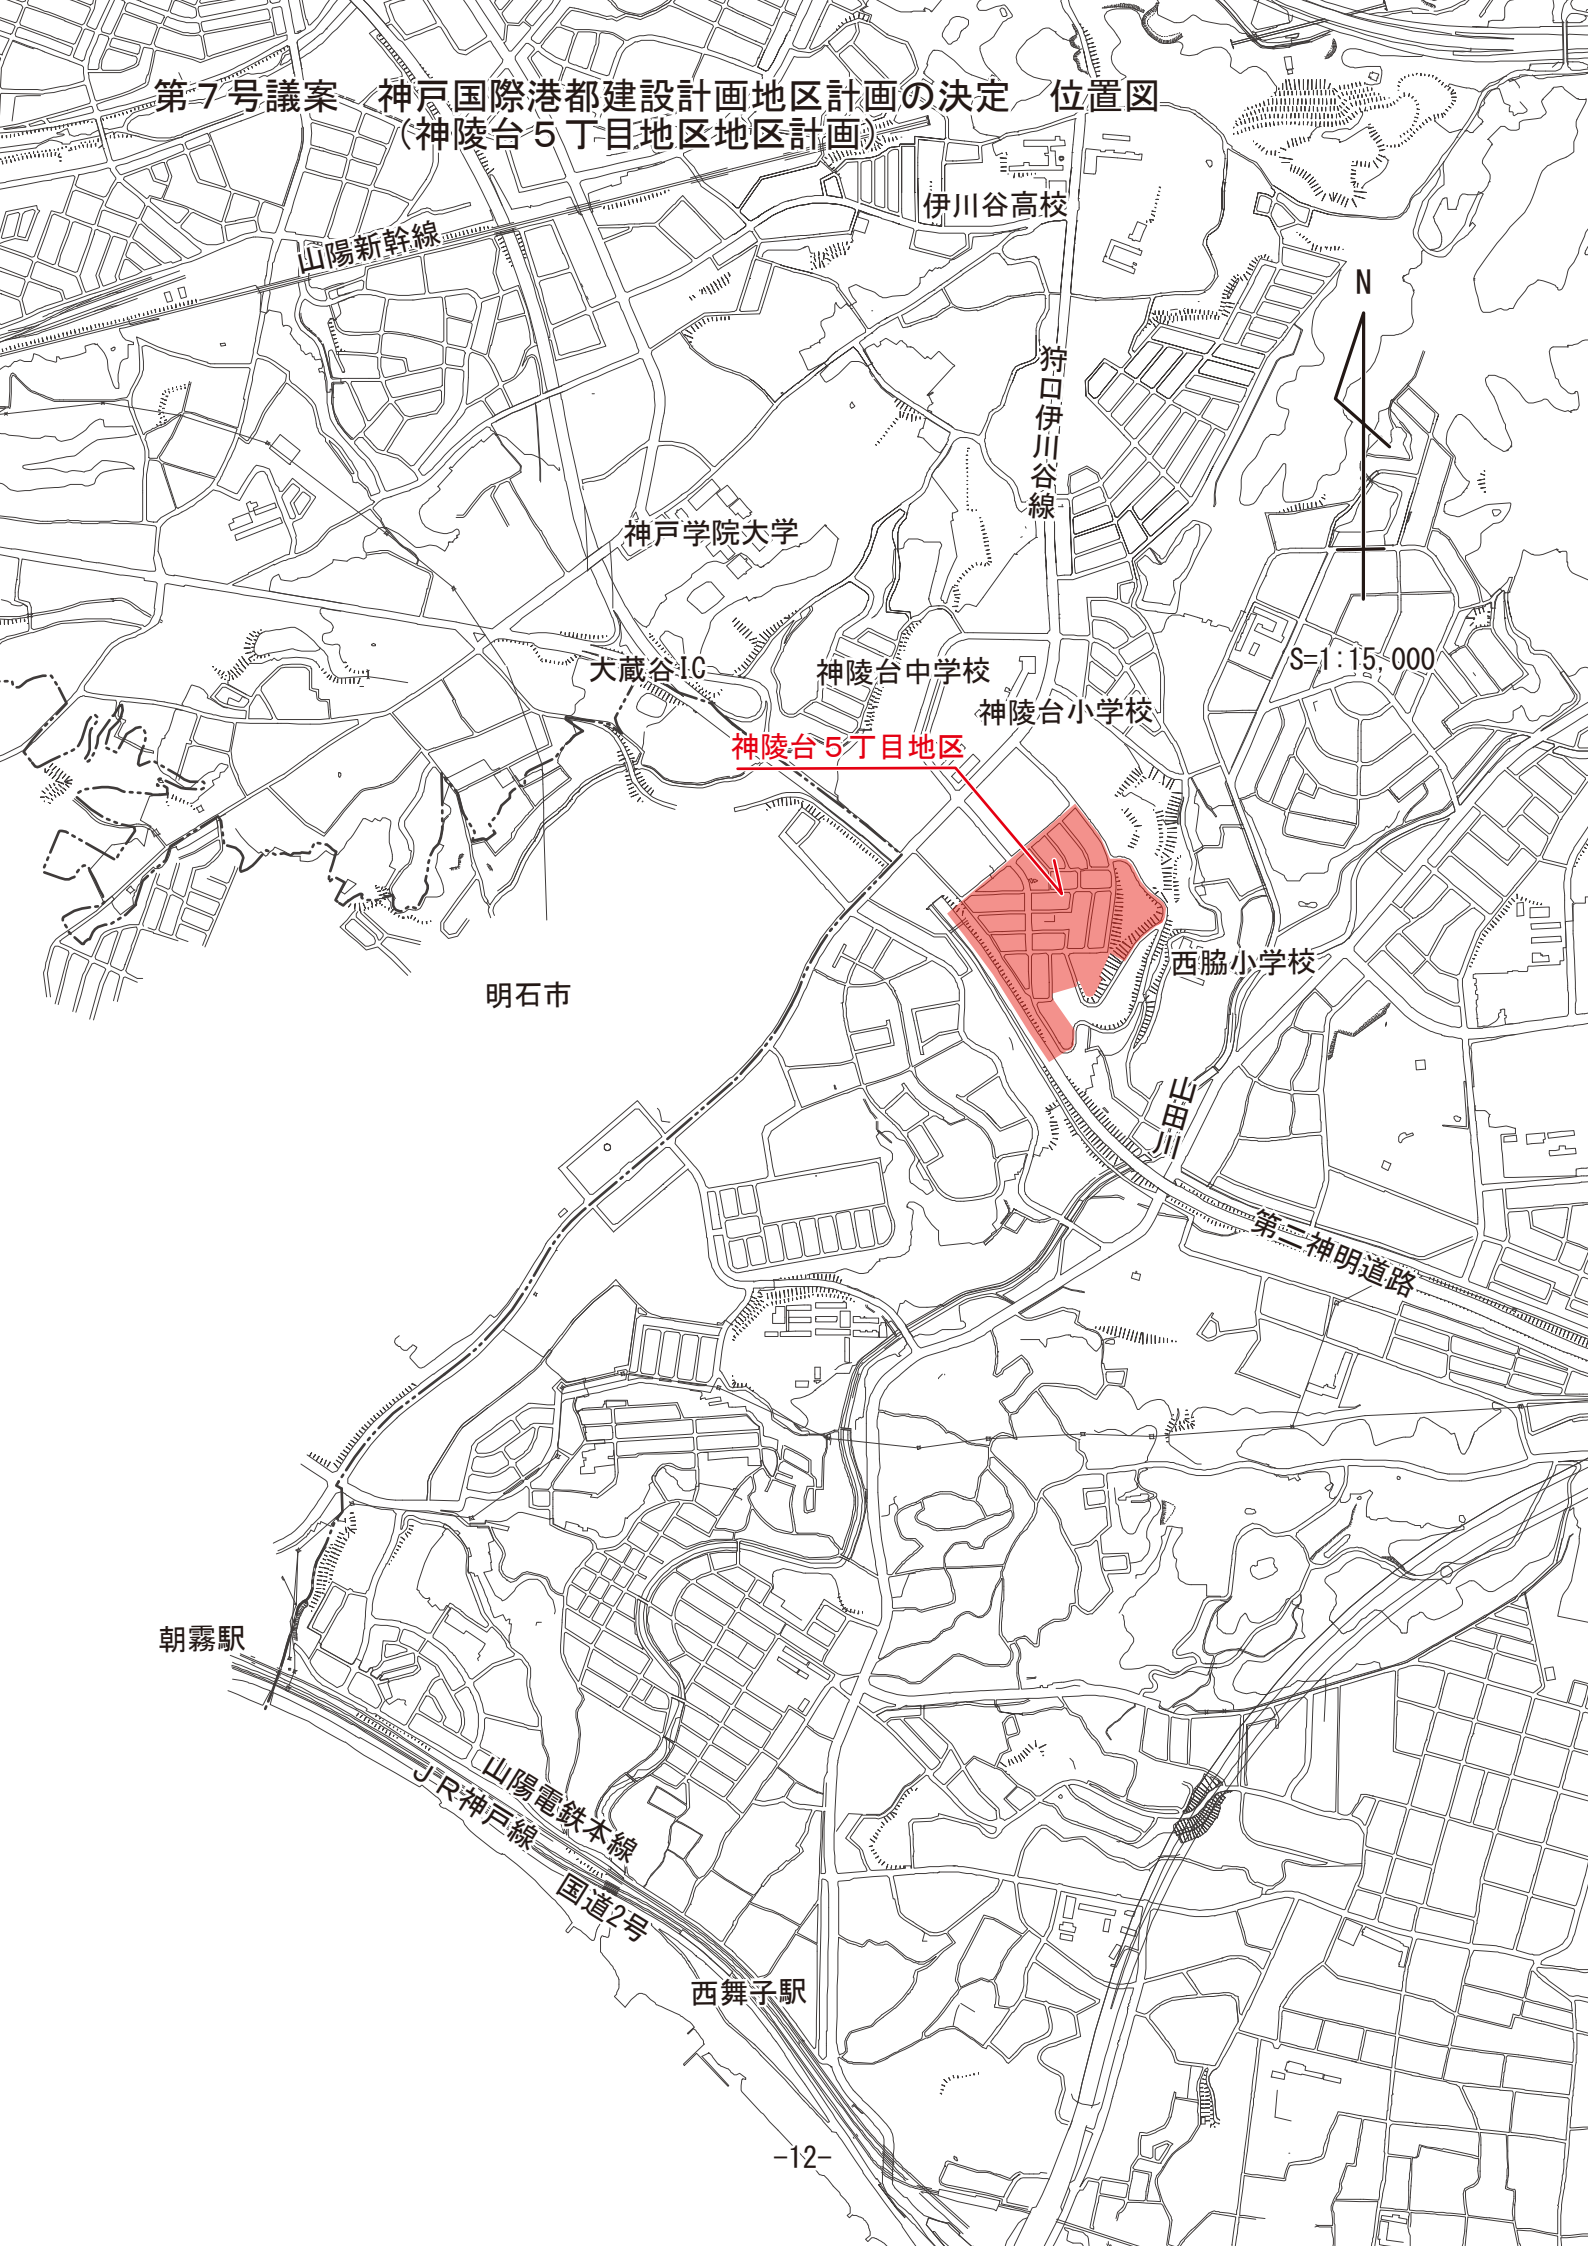 第７号議案　神戸国際港都建設計画地区計画の決定　位置図
（神陵台５丁目地区地区計画）
伊川谷高校
山陽新幹線
N
狩口伊川谷線
神戸学院大学
S=1:15,000
大蔵谷IC
神陵台中学校
神陵台小学校
神陵台５丁目地区
西脇小学校
明石市
山田川
第二神明道路
朝霧駅
山陽電鉄本線
ＪＲ神戸線
国道2号
西舞子駅
-12-